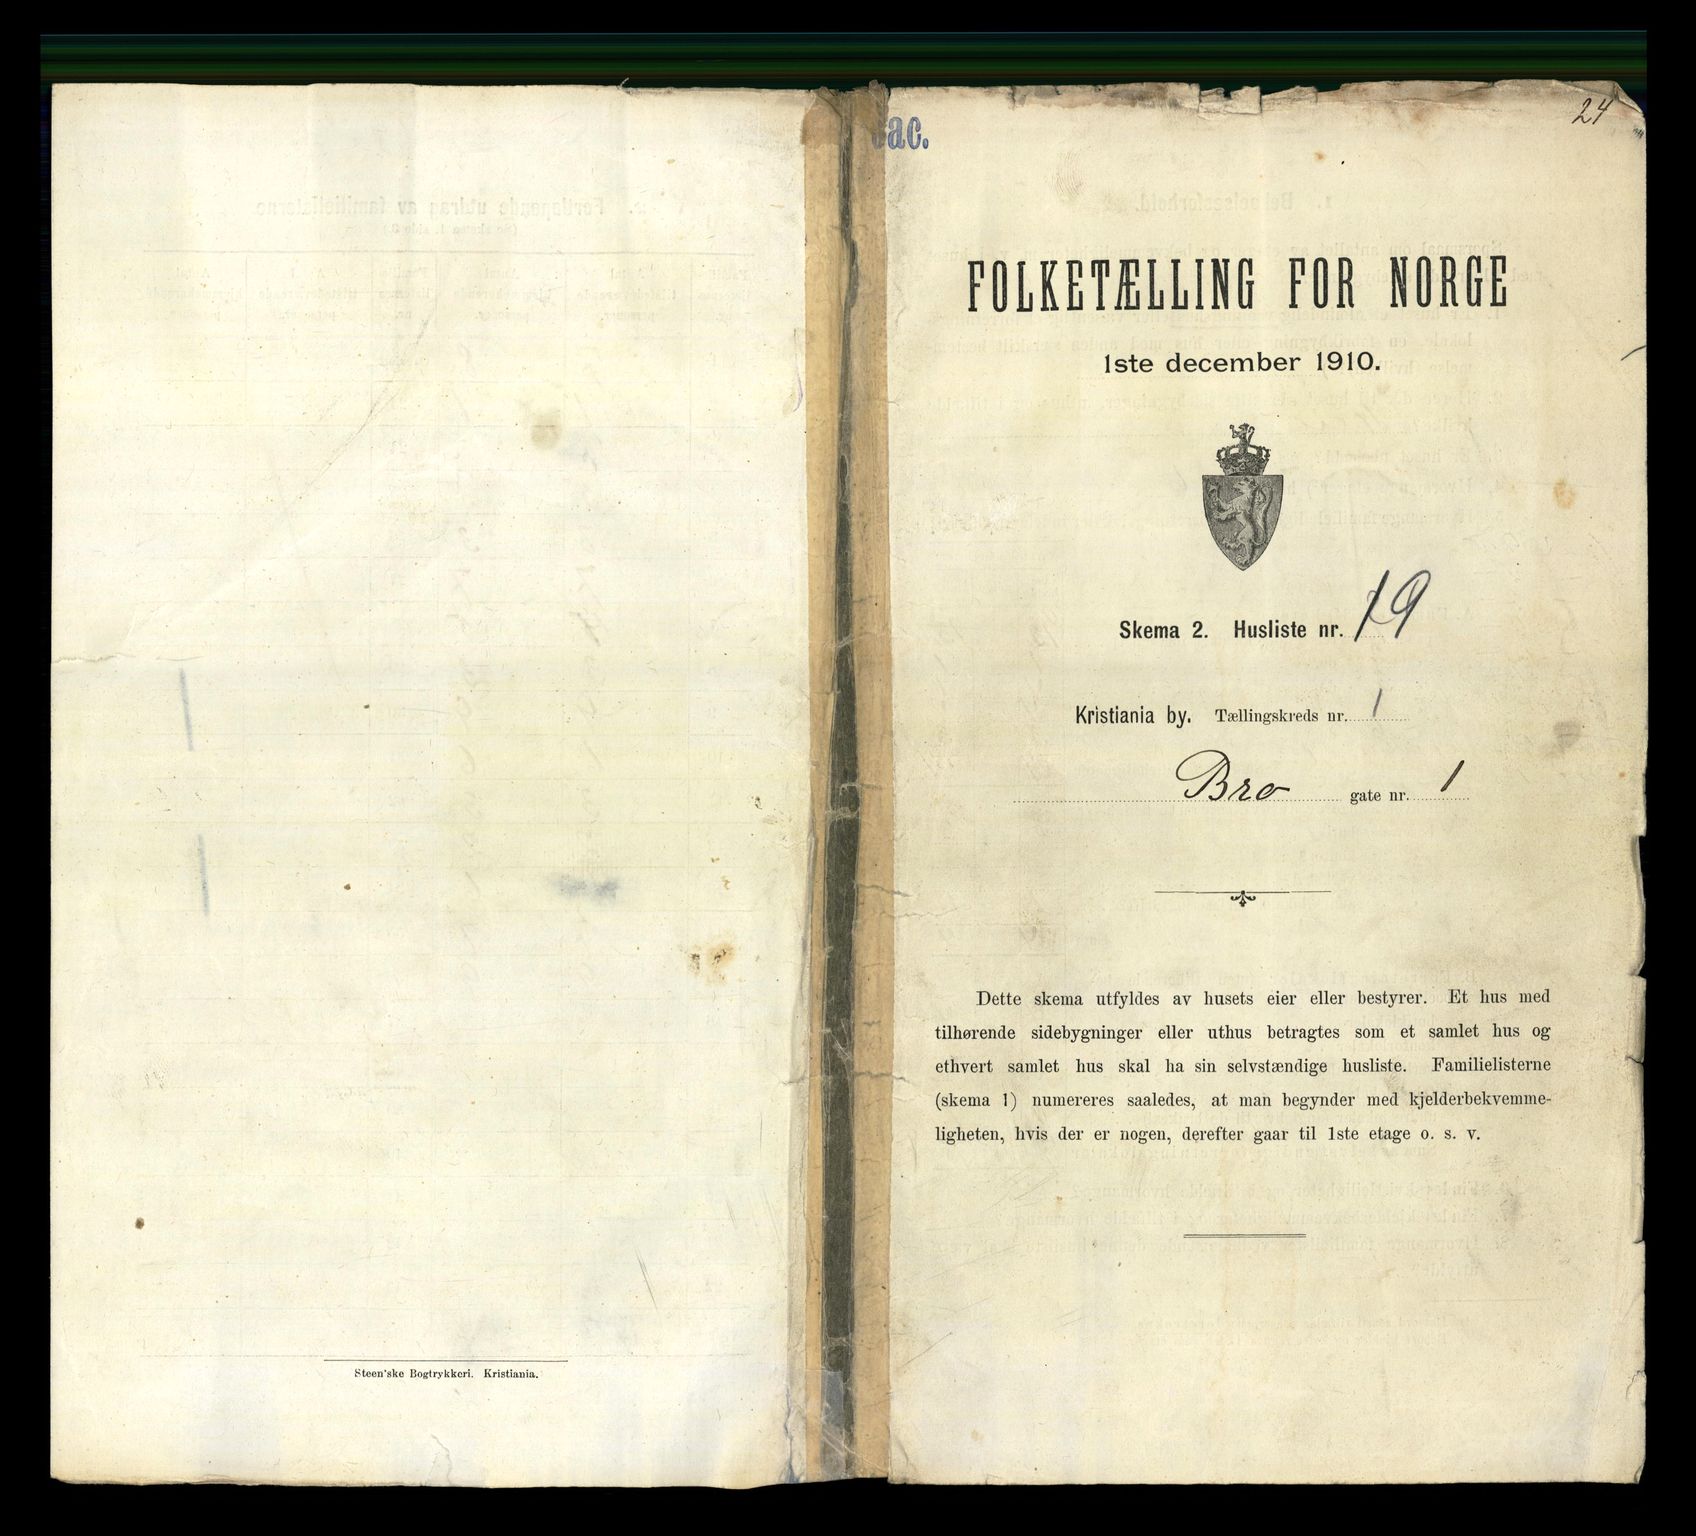 Steen'ske Bogtrykkeri. Kristiania.
24
FOLKETÆLLING FOR NORGE
1ste december 1910.
Skema 2. Husliste nr. 19
Kristiania by. Tællingskreds nr. 1
Bro gate nr. 1
Dette skema utfyldes av husets eier eller bestyrer. Et hus med
tilhørende sidebygninger eller uthus betragtes som et samlet hus og
ethvert samlet hus skal ha sin selvstændige husliste. Familielisterne
(skema 1) numereres saaledes, at man begynder med kjelderbekvemme-
ligheten, hvis der er nogen, derefter gaar til 1ste etage o. s. v.